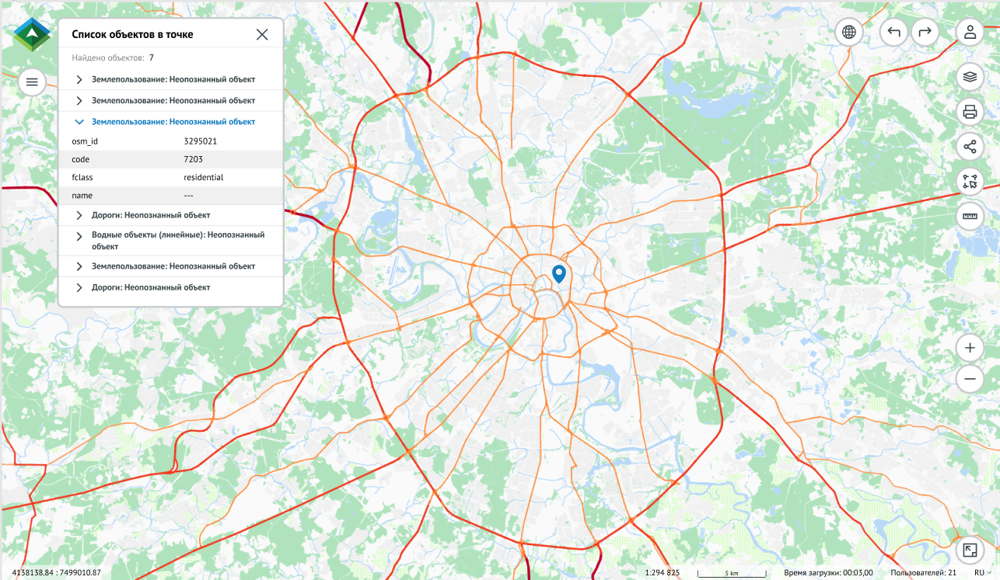 Список объектов в точке
Найдено объектов: 7
Землепользование: Неопознанный объект
Землепользование: Неопознанный объект
Землепользование: Неопознанный объект
osm_id 3295021
code 7203
fclass residential
name ---
Дороги: Неопознанный объект
Водные объекты (линейные): Неопознанный
объект
Землепользование: Неопознанный объект
Дороги: Неопознанный объект
4138138.84 : 7499010.87
1:294 825
5 km
Время загрузки: 00:03,00
Пользователей: 21
RU